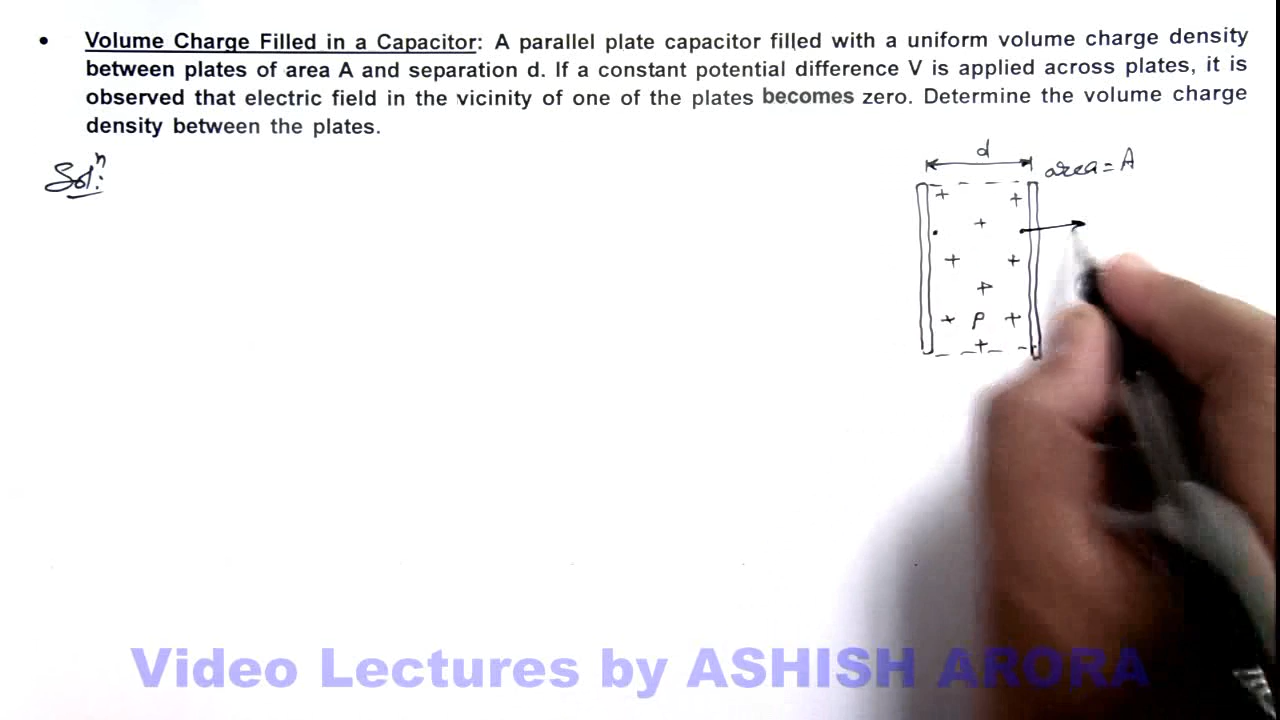 • Volume Charge Filled in a Capacitor: A parallel plate capacitor filled with a uniform volume charge density
between plates of area A and separation d. If a constant potential difference V is applied across plates, it is
observed that electric field in the vicinity of one of the plates becomes zero. Determine the volume charge
density between the plates.
Solⁿ:
d
area = A
+ +
+
+ +
+
+ ρ +
+
Video Lectures by ASHISH ARORA